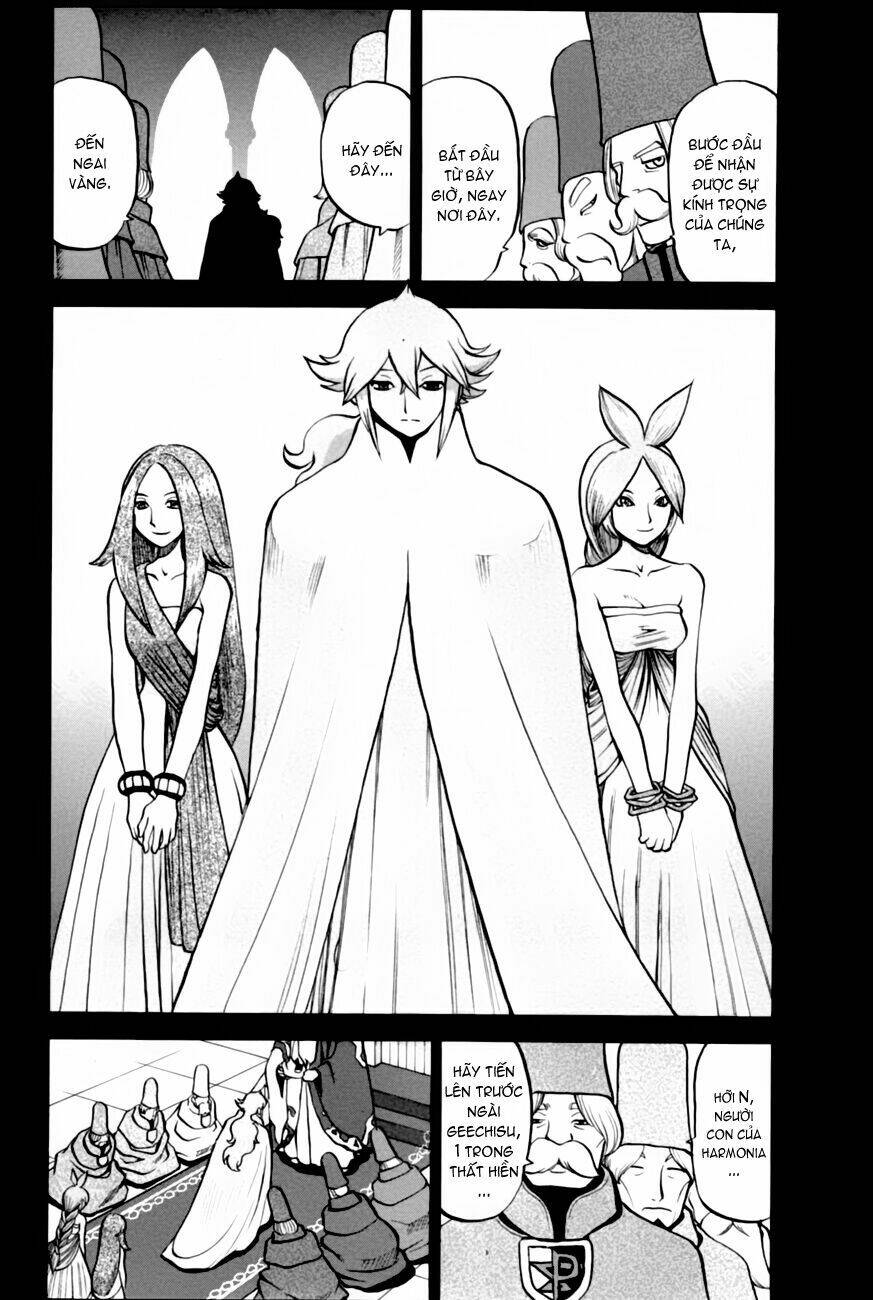 BƯỚC ĐẦU
ĐỂ NHẬN
ĐƯỢC SỰ
KÍNH TRỌNG
CỦA CHÚNG
TA,
BẮT ĐẦU
TỪ BÂY
GIỜ, NGAY
NƠI ĐÂY.
HÃY ĐẾN
ĐÂY...
ĐẾN
NGAI
VÀNG.
HỠI N,
NGƯỜI
CON CỦA
HARMONIA
...
HÃY TIẾN
LÊN TRƯỚC
NGÀI
GEECHISU,
1 TRONG
THẤT HIỀN
...